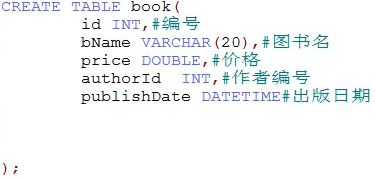 CREATE TABLE book(
id INT,#编号
bName VARCHAR(20),#图书名
price DOUBLE,#价格
authorId  INT,#作者编号
publishDate DATETIME#出版日期
);